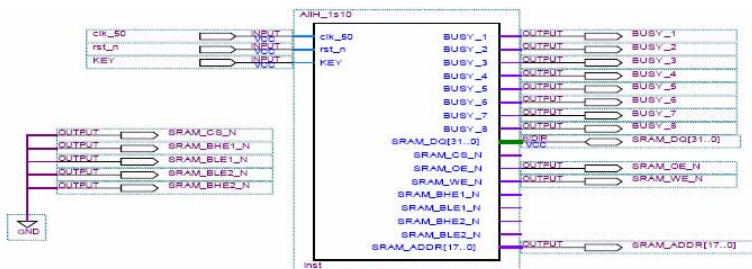 AllH_1s10
clk_50 INPUT VCC clk_50 BUSY_1 OUTPUT BUSY_1
rst_n INPUT VCC rst_n BUSY_2 OUTPUT BUSY_2
KEY INPUT VCC KEY BUSY_3 OUTPUT BUSY_3
BUSY_4 OUTPUT BUSY_4
BUSY_5 OUTPUT BUSY_5
BUSY_6 OUTPUT BUSY_6
BUSY_7 OUTPUT BUSY_7
BUSY_8 OUTPUT BUSY_8
OUTPUT SRAM_CS_N SRAM_DQ[31..0] BIDIR VCC SRAM_DQ[31..0]
OUTPUT SRAM_BHE1_N SRAM_CS_N
OUTPUT SRAM_BLE1_N SRAM_OE_N OUTPUT SRAM_OE_N
OUTPUT SRAM_BLE2_N SRAM_WE_N OUTPUT SRAM_WE_N
OUTPUT SRAM_BHE2_N SRAM_BHE1_N
SRAM_BLE1_N
SRAM_BHE2_N
SRAM_BLE2_N
GND SRAM_ADDR[17..0] OUTPUT SRAM_ADDR[17..0]
inst